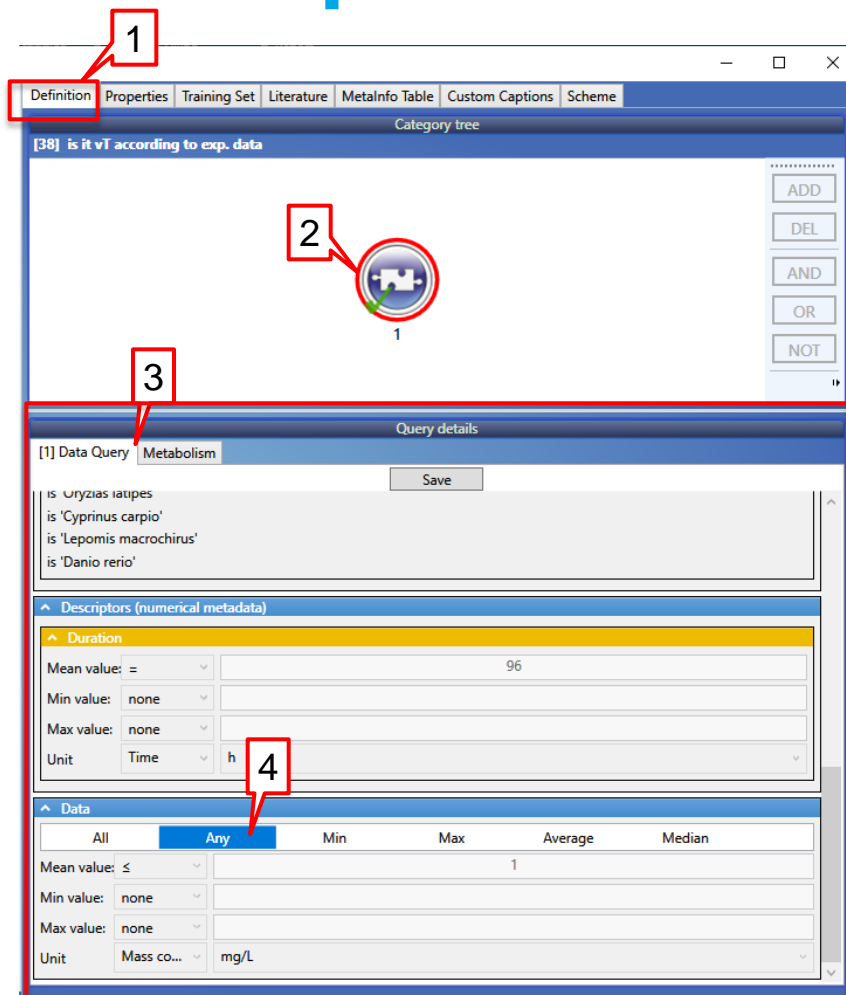 1
Definition Properties Training Set Literature MetaInfo Table Custom Captions Scheme
Category tree
[38] is it vT according to exp. data
ADD
DEL
2
AND
OR
1
NOT
3
Query details
[1] Data Query Metabolism
Save
is 'Oryzias latipes'
is 'Cyprinus carpio'
is 'Lepomis macrochirus'
is 'Danio rerio'
Descriptors (numerical metadata)
Duration
Mean value: = 96
Min value: none
Max value: none
Unit Time h
4
Data
All Any Min Max Average Median
Mean value: ≤ 1
Min value: none
Max value: none
Unit Mass co... mg/L